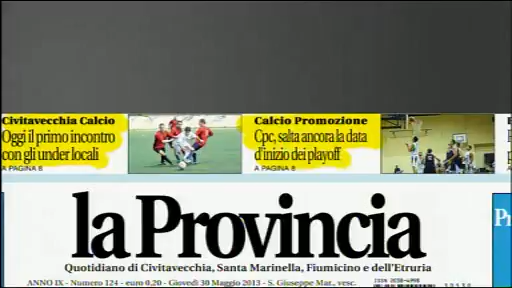 Civitavecchia Calcio
Oggi il primo incontro
con gli under locali
A PAGINA 6
Calcio Promozione
Cpc, salta ancora la data
d'inizio dei playoff
A PAGINA 6
la Provincia
Quotidiano di Civitavecchia, Santa Marinella, Fiumicino e dell'Etruria
ANNO IX - Numero 124 - euro 0,20 - Giovedì 30 Maggio 2013 - S. Giuseppe Mar., vesc.